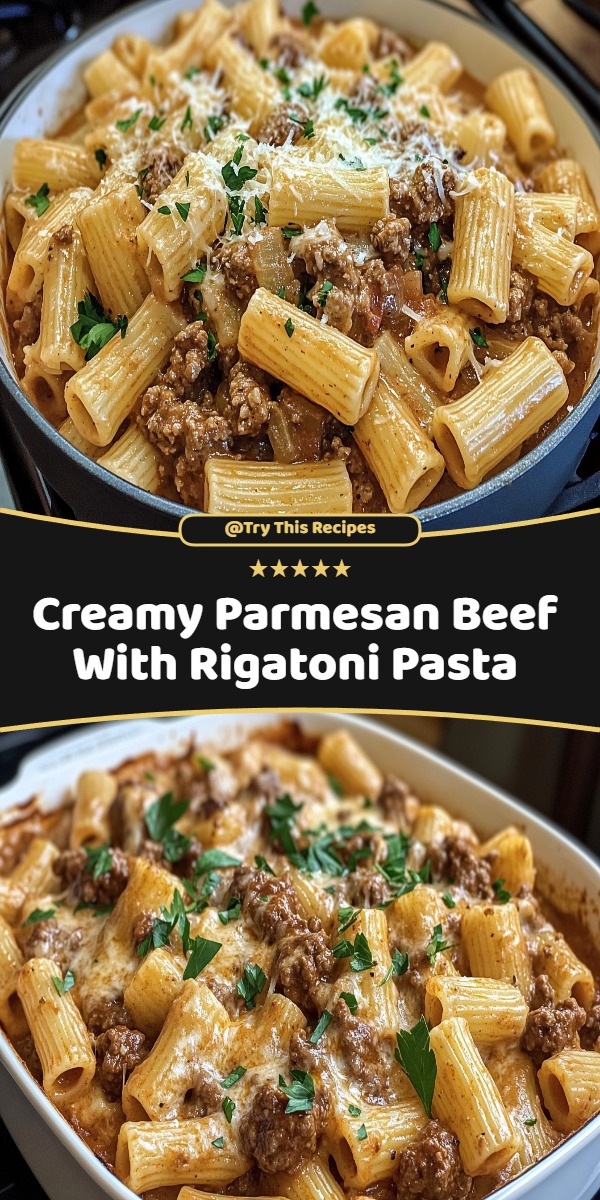 @Try This Recipes
★★★★★
Creamy Parmesan Beef
With Rigatoni Pasta